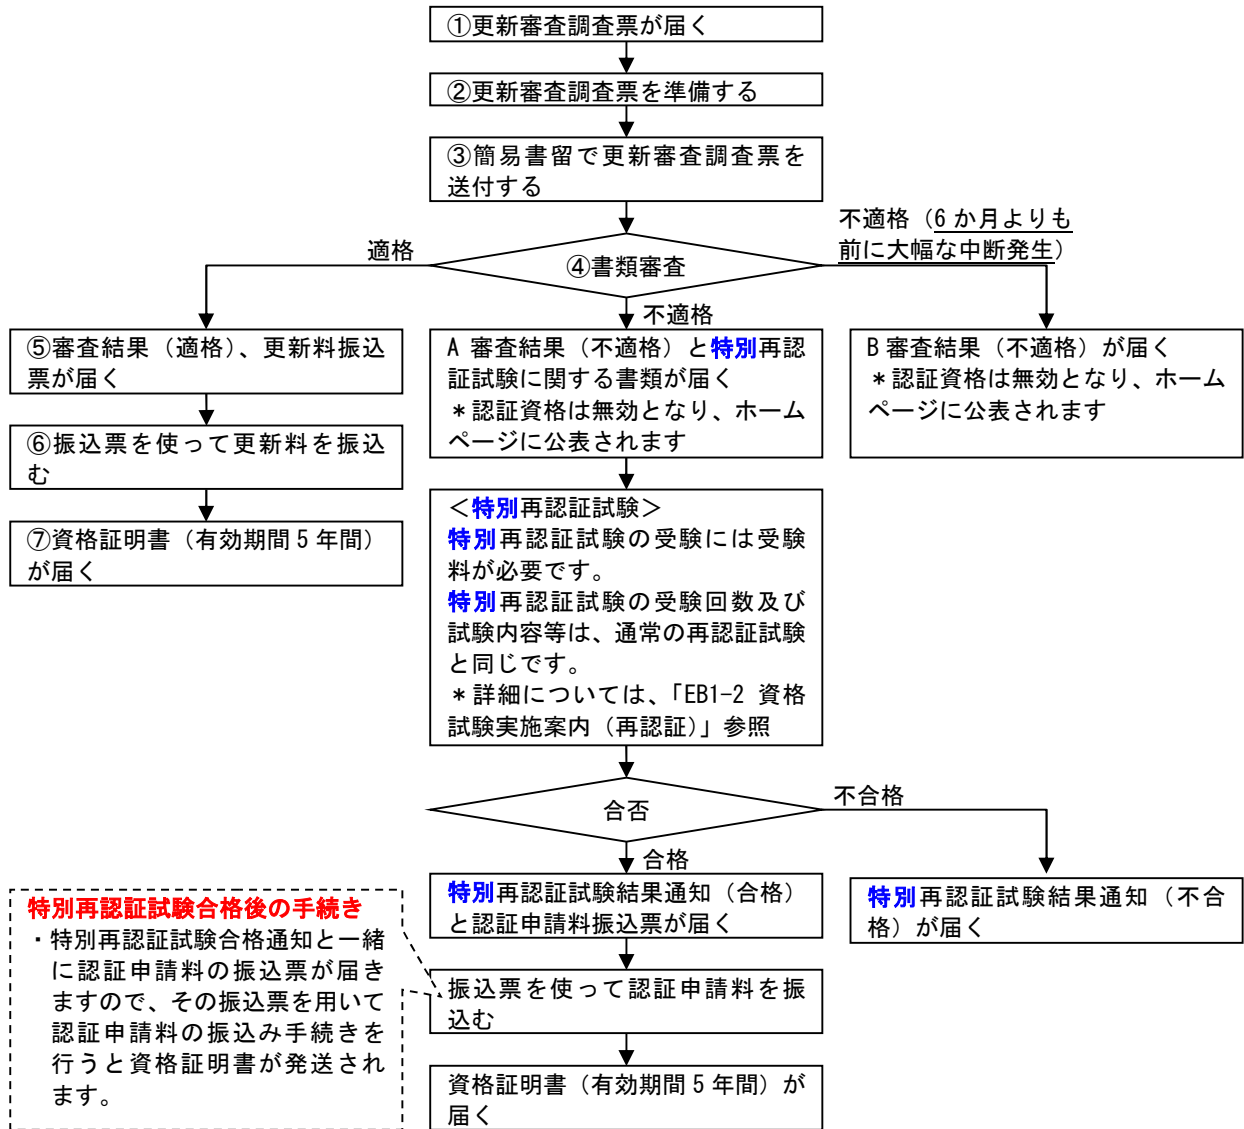 ①更新審査調査票が届く
②更新審査調査票を準備する
③簡易書留で更新審査調査票を
送付する
不適格（6 か月よりも
前に大幅な中断発生）
適格
④書類審査
不適格
⑤審査結果（適格）、更新料振込
票が届く
⑥振込票を使って更新料を振込
む
⑦資格証明書（有効期間 5 年間）
が届く
A 審査結果（不適格）と特別再認
証試験に関する書類が届く
＊認証資格は無効となり、ホーム
ページに公表されます
B 審査結果（不適格）が届く
＊認証資格は無効となり、ホーム
ページに公表されます
＜特別再認証試験＞
特別再認証試験の受験には受験
料が必要です。
特別再認証試験の受験回数及び
試験内容等は、通常の再認証試験
と同じです。
＊詳細については、「EB1-2 資格
試験実施案内（再認証）」参照
合否
不合格
合格
特別再認証試験結果通知（合格）
と認証申請料振込票が届く
特別再認証試験結果通知（不合
格）が届く
特別再認証試験合格後の手続き
・特別再認証試験合格通知と一緒
に認証申請料の振込票が届き
ますので、その振込票を用いて
認証申請料の振込み手続きを
行うと資格証明書が発送され
ます。
振込票を使って認証申請料を振
込む
資格証明書（有効期間 5 年間）が
届く